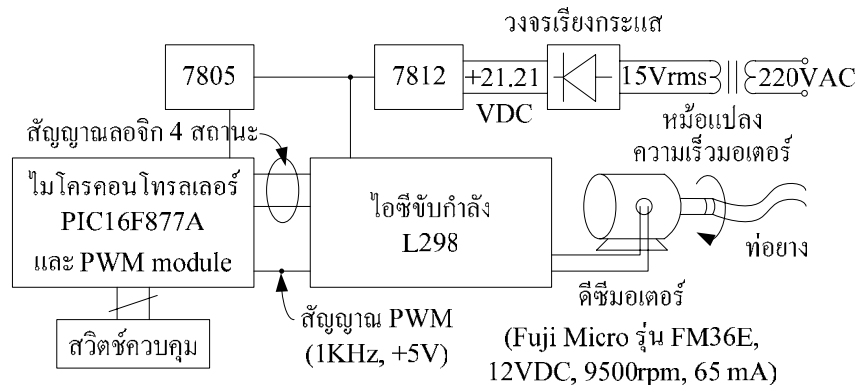 วงจรเรียงกระแส
7805
7812
+21.21
VDC
15Vrms
220VAC
หม้อแปลง
สัญญาณลอจิก 4 สถานะ
ความเร็วมอเตอร์
ไมโครคอนโทรลเลอร์
PIC16F877A
และ PWM module
ไอซีขับกำลัง
L298
ท่อยาง
สัญญาณ PWM
(1KHz, +5V)
ดีซีมอเตอร์
(Fuji Micro รุ่น FM36E,
12VDC, 9500rpm, 65 mA)
สวิตช์ควบคุม